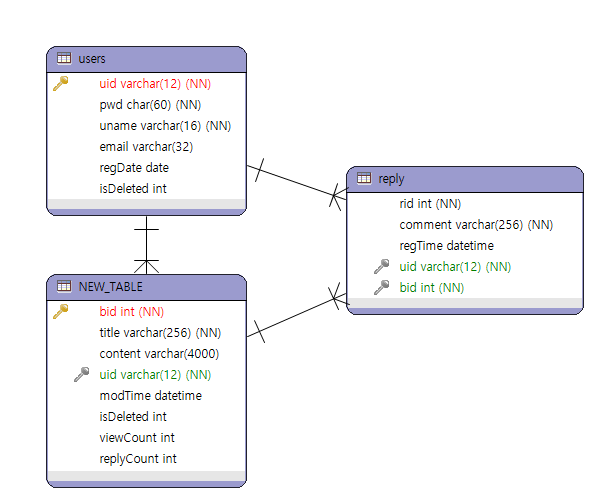 users
uid varchar(12) (NN)
pwd char(60) (NN)
uname varchar(16) (NN)
email varchar(32)
regDate date
isDeleted int
reply
rid int (NN)
comment varchar(256) (NN)
regTime datetime
uid varchar(12) (NN)
bid int (NN)
NEW_TABLE
bid int (NN)
title varchar(256) (NN)
content varchar(4000)
uid varchar(12) (NN)
modTime datetime
isDeleted int
viewCount int
replyCount int